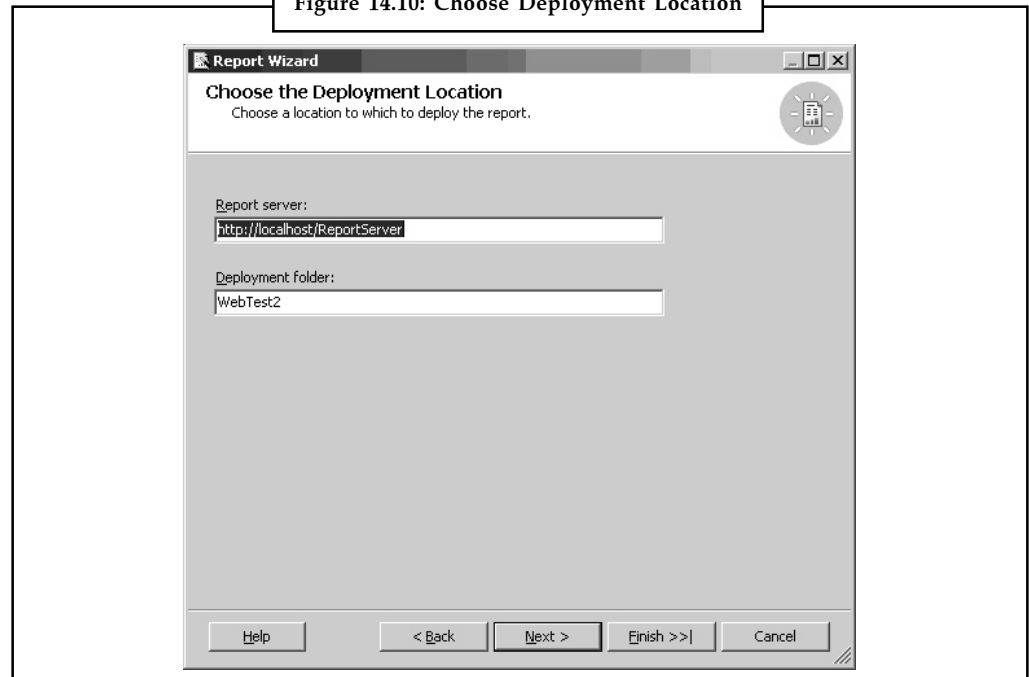 Figure 14.10: Choose Deployment Location
Report Wizard
Choose the Deployment Location
Choose a location to which to deploy the report.
Report server:
http://localhost/ReportServer
Deployment folder:
WebTest2
Help
< Back
Next >
Finish >>|
Cancel